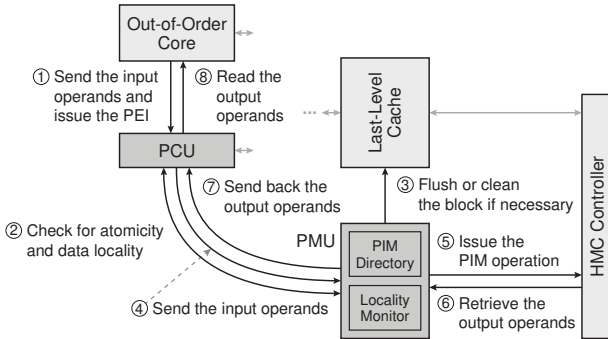 Out-of-Order
Core
① Send the input
operands and
issue the PEI
⑧ Read the
output
operands
...
Last-Level
Cache
HMC Controller
PCU
⑦ Send back the
output operands
③ Flush or clean
the block if necessary
② Check for atomicity
and data locality
PMU
PIM
Directory
⑤ Issue the
PIM operation
④ Send the input operands
Locality
Monitor
⑥ Retrieve the
output operands